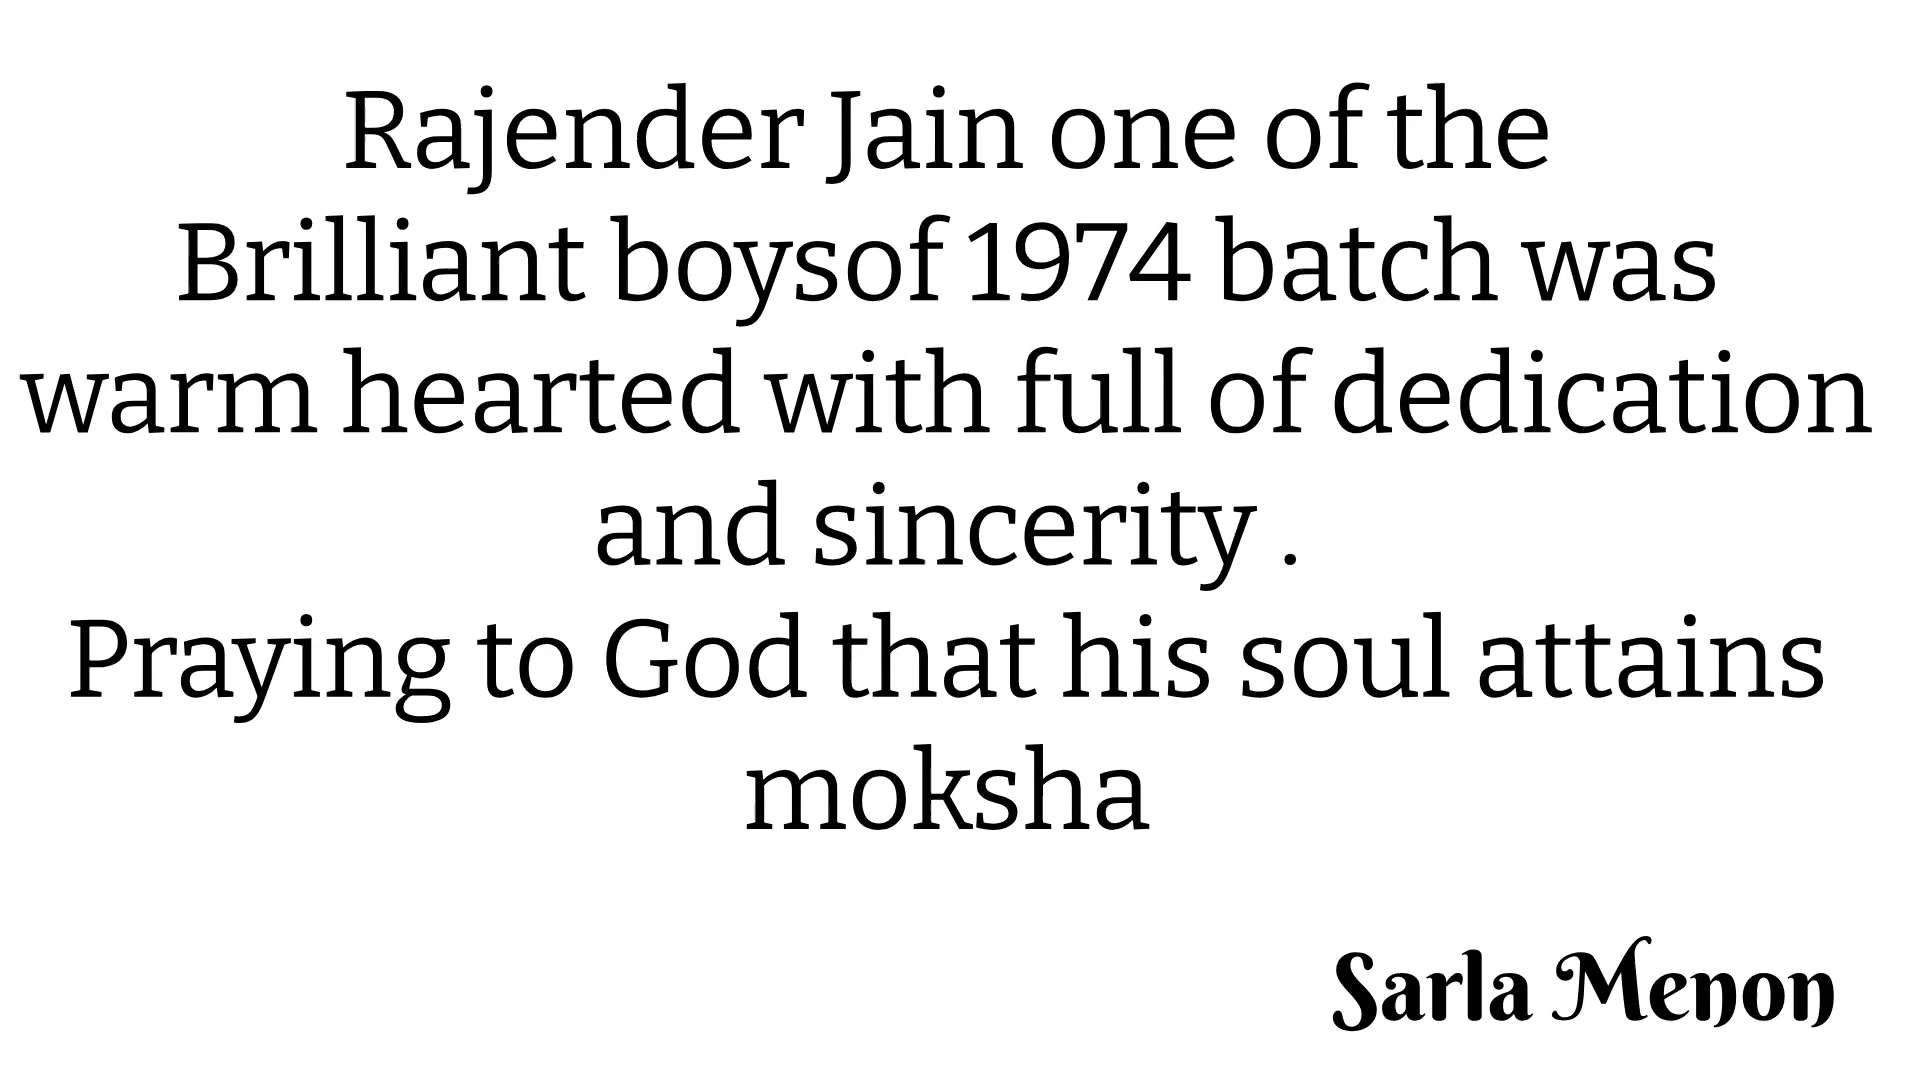 Rajender Jain one of the
Brilliant boysof 1974 batch was
warm hearted with full of dedication
and sincerity .
Praying to God that his soul attains
moksha
Sarla Menon